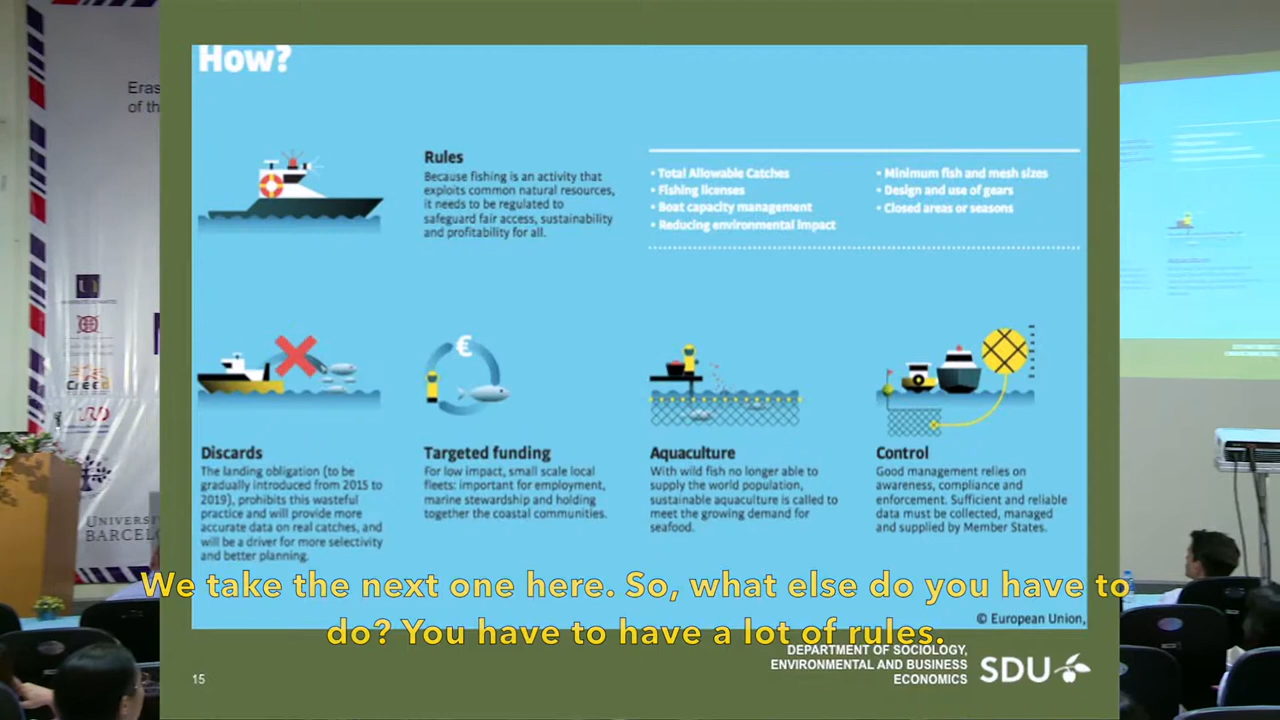 How?
Rules
Because fishing is an activity that
exploits common natural resources,
it needs to be regulated to
safeguard fair access, sustainability
and profitability for all.
• Total Allowable Catches
• Fishing licenses
• Boat capacity management
• Reducing environmental impact
• Minimum fish and mesh sizes
• Design and use of gears
• Closed areas or seasons
€
Discards
The landing obligation (to be
gradually introduced from 2015 to
2019), prohibits this wasteful
practice and will provide more
accurate data on real catches, and
will be a driver for more selectivity
and better planning.
Targeted funding
For low impact, small scale local
fleets: important for employment,
marine stewardship and holding
together the coastal communities.
Aquaculture
With wild fish no longer able to
supply the world population,
sustainable aquaculture is called to
meet the growing demand for
seafood.
Control
Good management relies on
awareness, compliance and
enforcement. Sufficient and reliable
data must be collected, managed
and supplied by Member States.
© European Union,
We take the next one here. So, what else do you have to
do? You have to have a lot of rules.
15
DEPARTMENT OF SOCIOLOGY,
ENVIRONMENTAL AND BUSINESS
ECONOMICS
SDU
Eras
of th
Creed
UNIVERSI
BARCEL